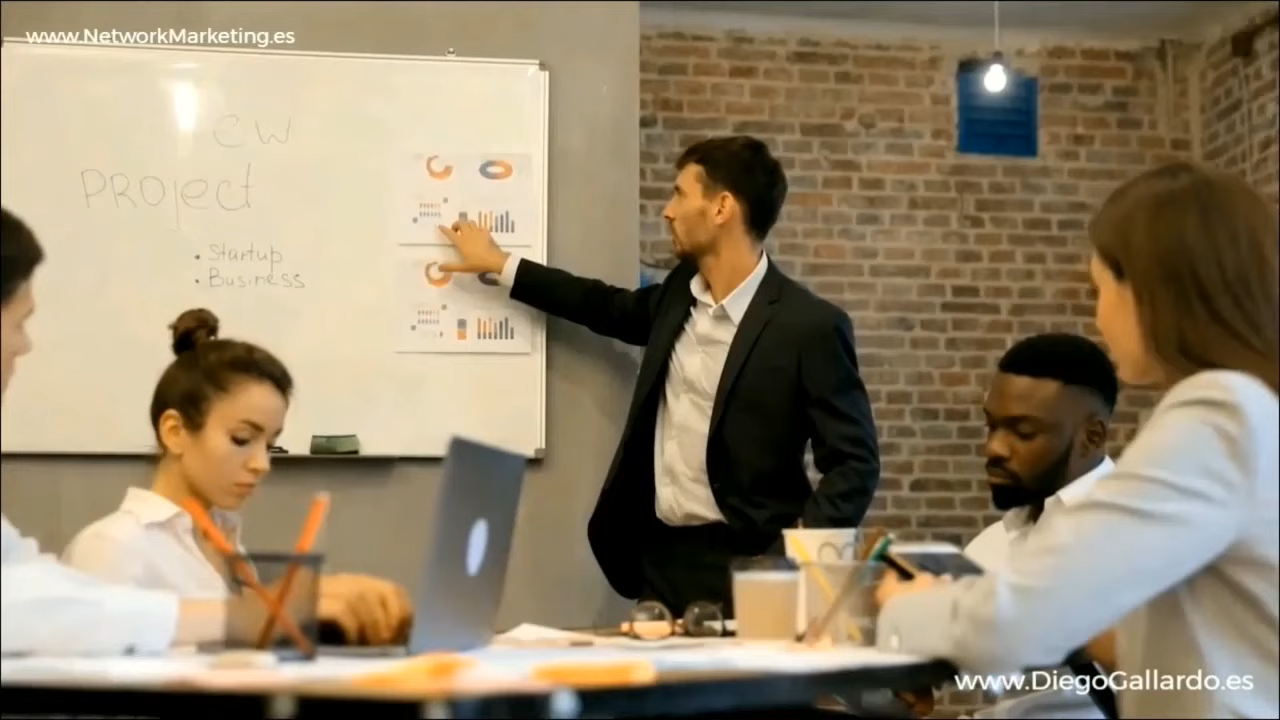 www.NetworkMarketing.es
ew
PROject
• Startup
• Business
www.DiegoGallardo.es